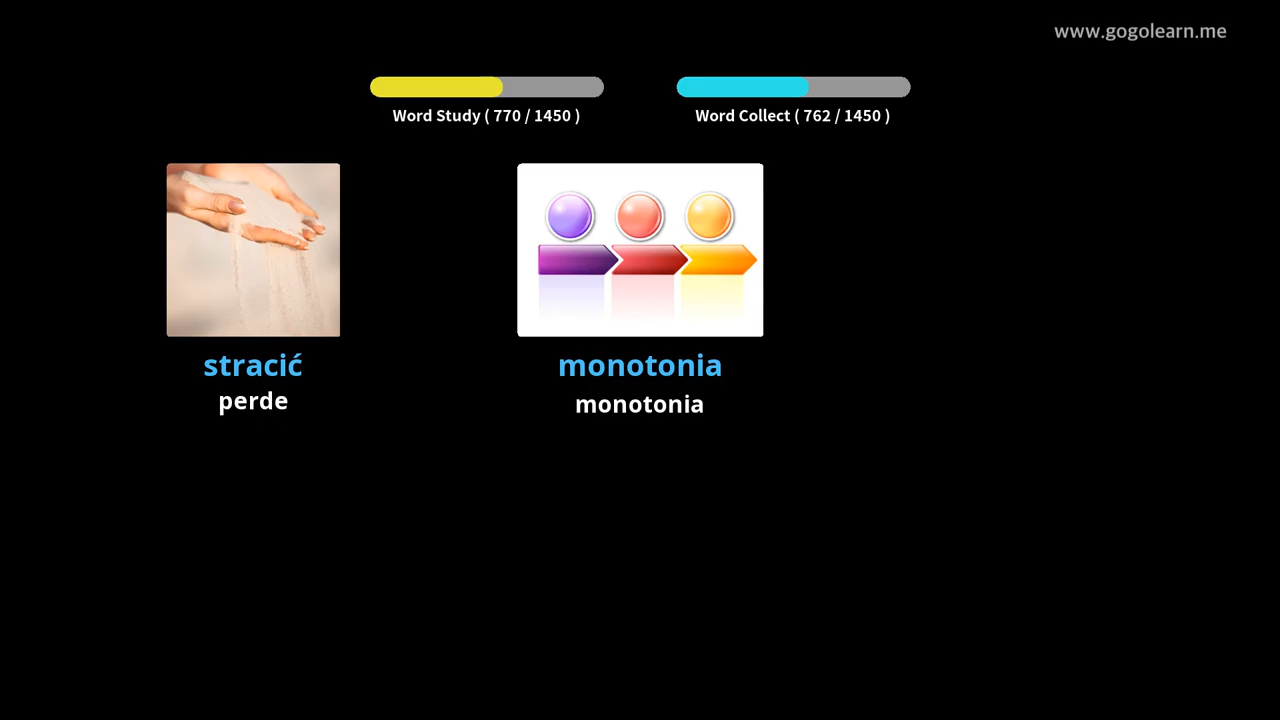 www.gogolearn.me
Word Study ( 770 / 1450 )
Word Collect ( 762 / 1450 )
stracić
perde
monotonia
monotonia